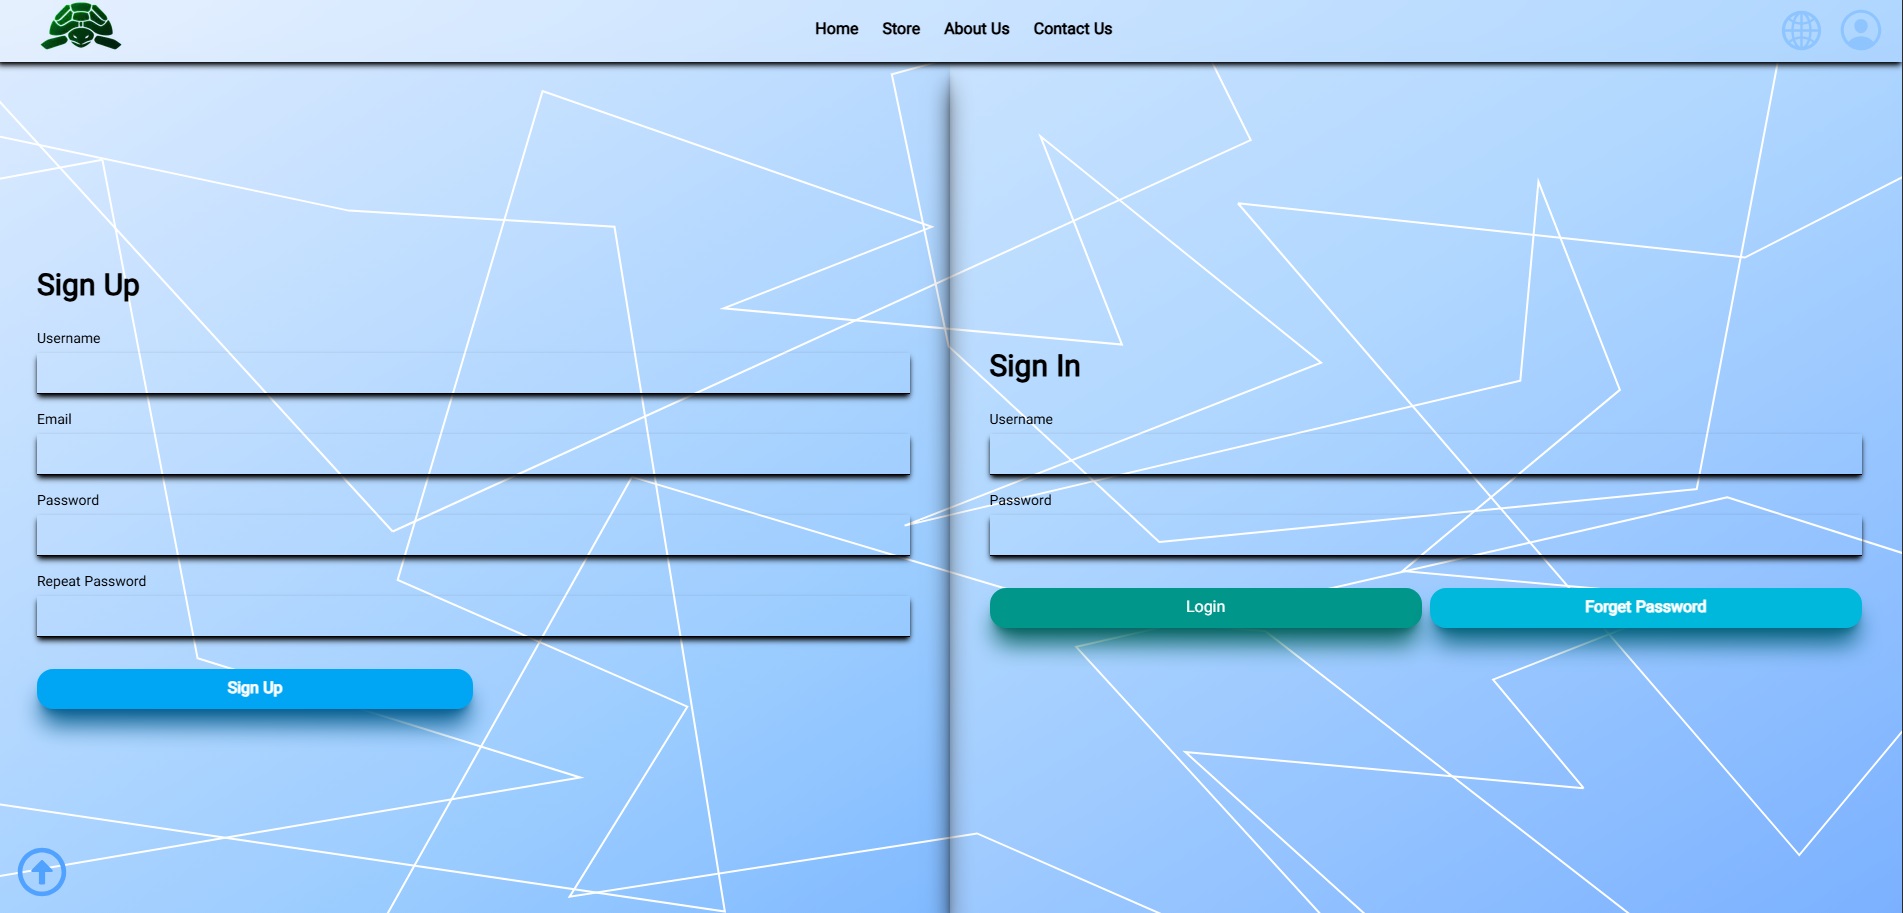 Home Store About Us Contact Us
Sign Up
Username
Email
Password
Repeat Password
Sign Up
Sign In
Username
Password
Login Forget Password